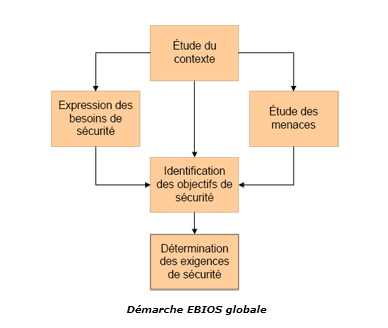 Étude du
contexte
Expression des
besoins de
sécurité
Étude des
menaces
Identification
des objectifs de
sécurité
Détermination
des exigences
de sécurité
Démarche EBIOS globale